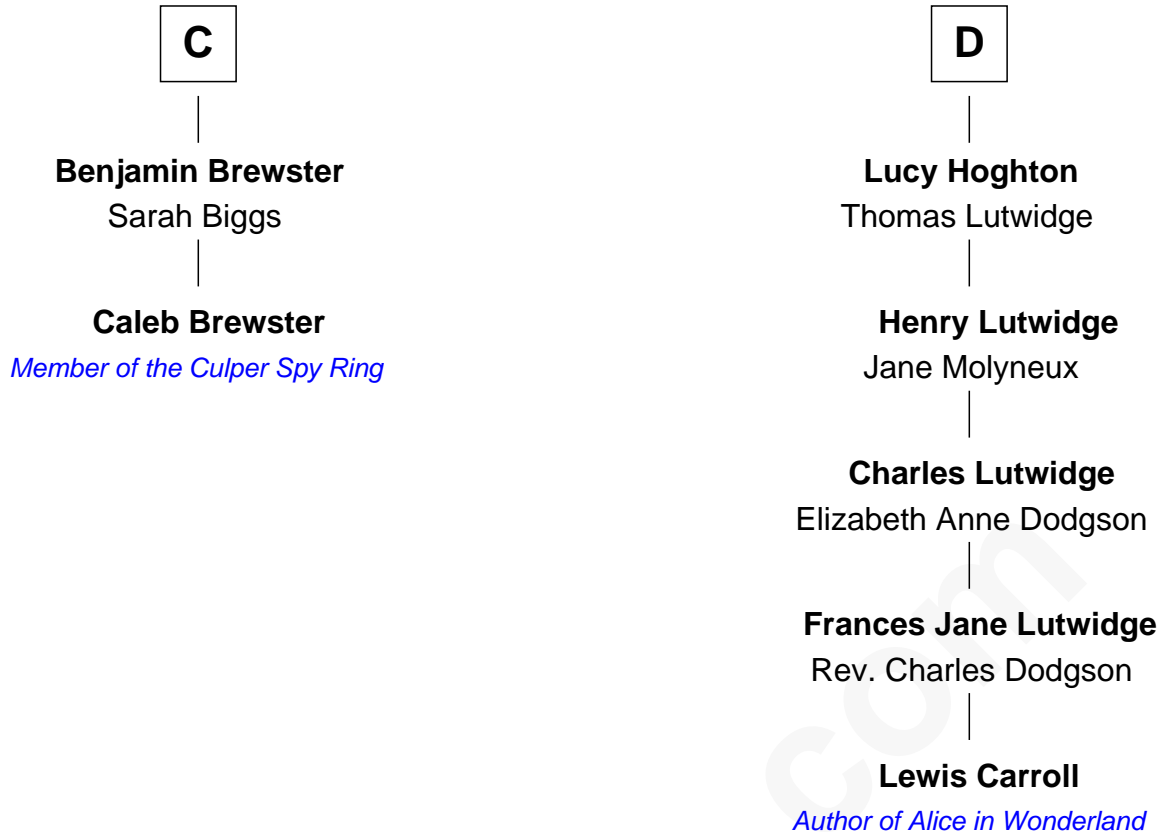 C
Benjamin Brewster
Sarah Biggs
Caleb Brewster
Member of the Culper Spy Ring
D
Lucy Hoghton
Thomas Lutwidge
Henry Lutwidge
Jane Molyneux
Charles Lutwidge
Elizabeth Anne Dodgson
Frances Jane Lutwidge
Rev. Charles Dodgson
Lewis Carroll
Author of Alice in Wonderland
com